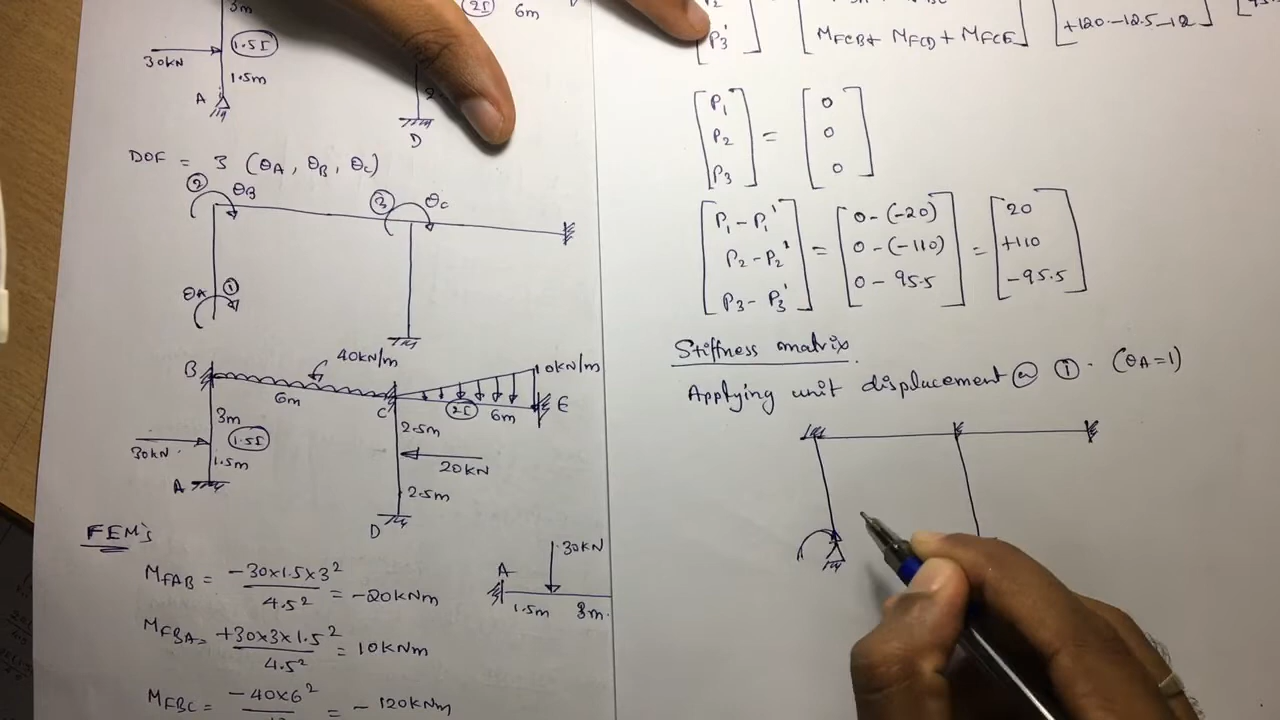 3m
2I 6m
30kN 1.5I
1.5m
A
D
DOF = 3 (θA, θB, θC)
② θB ③ θC
θA ①
40kN/m
B 6m C 10kN/m
2I 6m E
3m 2.5m
30kN 1.5I
20kN
1.5m
A 2.5m
D
FEM's
MFAB = -30×1.5×3² / 4.5² = -20kNm
A 30kN
1.5m 3m
MFBA = +30×3×1.5² / 4.5² = 10kNm
MFBC = -40×6² / = -120kNm
P3' MFCB + MFCD + MFCE +120-12.5-12
P1 0
P2 = 0
P3 0
P1 - P1' 0-(-20) 20
P2 - P2' = 0-(-110) = +110
P3 - P3' 0-95.5 -95.5
Stiffness matrix.
Applying unit displacement @ ①. (θA=1)